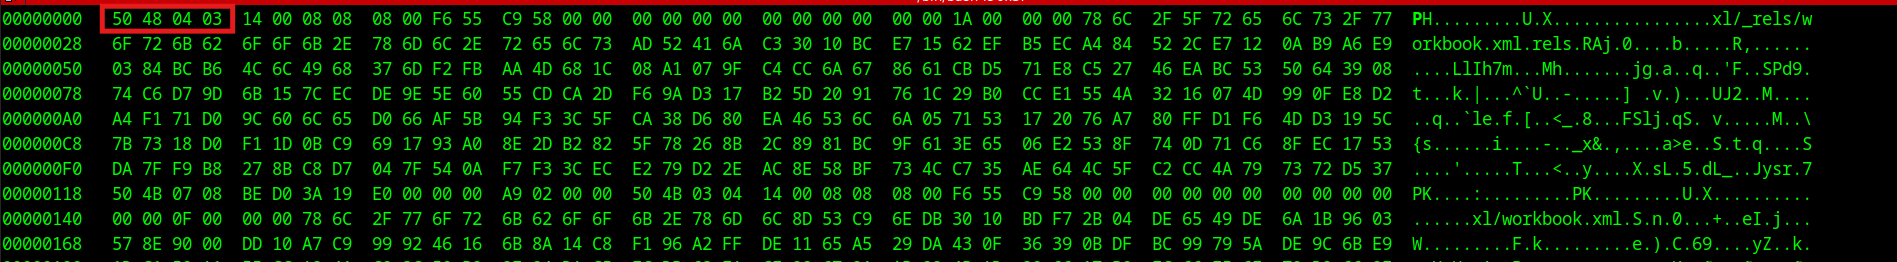 00000000 50 48 04 03 14 00 08 08 08 00 F6 55 C9 58 00 00 00 00 00 00 00 00 00 00 00 00 1A 00 00 00 78 6C 2F 5F 72 65 6C 73 2F 77 PH.........U.X...............xl/_rels/w
00000028 6F 72 6B 62 6F 6F 6B 2E 78 6D 6C 2E 72 65 6C 73 AD 52 41 6A C3 30 10 BC E7 15 62 EF B5 EC A4 84 52 2C E7 12 0A B9 A6 E9 orkbook.xml.rels.RAj.0....b.....R,......
00000050 03 84 BC B6 4C 6C 49 68 37 6D F2 FB AA 4D 68 1C 08 A1 07 9F C4 CC 6A 67 86 61 CB D5 71 E8 C5 27 46 EA BC 53 50 64 39 08 ....LlIh7m...Mh.......jg.a..q..'F..SPd9.
00000078 74 C6 D7 9D 6B 15 7C EC DE 9E 5E 60 55 CD CA 2D F6 9A D3 17 B2 5D 20 91 76 1C 29 B0 CC E1 55 4A 32 16 07 4D 99 0F E8 D2 t...k.|...^`U..-.....] .v.)...UJ2..M....
000000A0 A4 F1 71 D0 9C 60 6C 65 D0 66 AF 5B 94 F3 3C 5F CA 38 D6 80 EA 46 53 6C 6A 05 71 53 17 20 76 A7 80 FF D1 F6 4D D3 19 5C ..q..`le.f.[..<_.8...FSlj.qS. v.....M..\
000000C8 7B 73 18 D0 F1 1D 0B C9 69 17 93 A0 8E 2D B2 82 5F 78 26 8B 2C 89 81 BC 9F 61 3E 65 06 E2 53 8F 74 0D 71 C6 8F EC 17 53 {s......i....-.._x&.,....a>e..S.t.q....S
000000F0 DA 7F F9 B8 27 8B C8 D7 04 7F 54 0A F7 F3 3C EC E2 79 D2 2E AC 8E 58 BF 73 4C C7 35 AE 64 4C 5F C2 CC 4A 79 73 72 D5 37 ....'.....T...<..y....X.sL.5.dL_..Jysr.7
00000118 50 4B 07 08 BE D0 3A 19 E0 00 00 00 A9 02 00 00 50 4B 03 04 14 00 08 08 08 00 F6 55 C9 58 00 00 00 00 00 00 00 00 00 00 PK....:.........PK.........U.X..........
00000140 00 00 0F 00 00 00 78 6C 2F 77 6F 72 6B 62 6F 6F 6B 2E 78 6D 6C 8D 53 C9 6E DB 30 10 BD F7 2B 04 DE 65 49 DE 6A 1B 96 03 ......xl/workbook.xml.S.n.0...+..eI.j...
00000168 57 8E 90 00 DD 10 A7 C9 99 92 46 16 6B 8A 14 C8 F1 96 A2 FF DE 11 65 A5 29 DA 43 0F 36 39 0B DF BC 99 79 5A DE 9C 6B E9 W.........F.k.........e.).C.69....yZ..k.